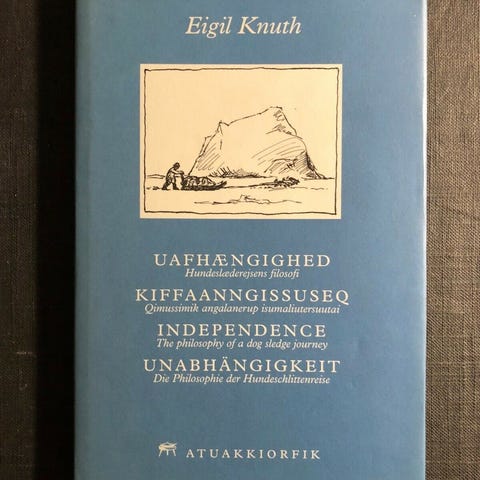 Eigil Knuth
UAFHÆNGIGHED
Hundeslæderejsens filosofi
KIFFAANNGISSUSEQ
Qimussimik angalanerup isumaliutersuutai
INDEPENDENCE
The philosophy of a dog sledge journey
UNABHÄNGIGKEIT
Die Philosophie der Hundeschlittenreise
ATUAKKIORFIK